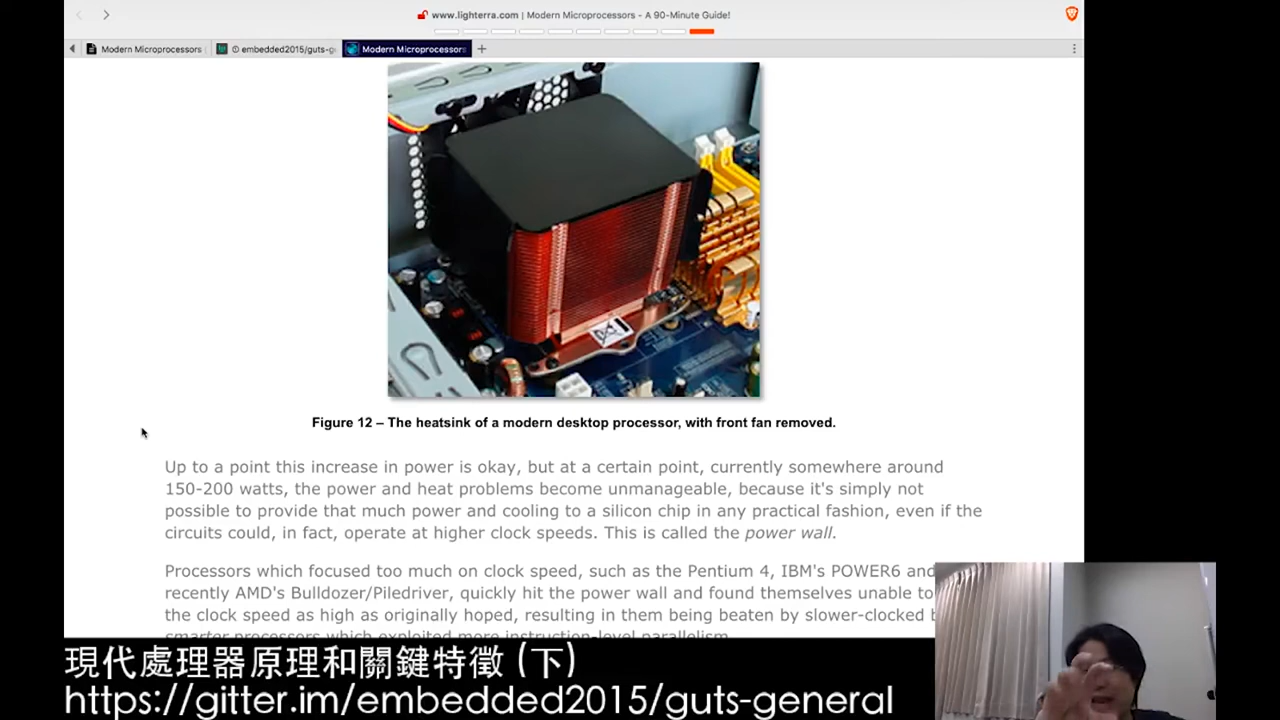 www.lighterra.com | Modern Microprocessors - A 90-Minute Guide!
Modern Microprocessors
embedded2015/guts-g
Modern Microprocessors
Figure 12 – The heatsink of a modern desktop processor, with front fan removed.
Up to a point this increase in power is okay, but at a certain point, currently somewhere around
150-200 watts, the power and heat problems become unmanageable, because it's simply not
possible to provide that much power and cooling to a silicon chip in any practical fashion, even if the
circuits could, in fact, operate at higher clock speeds. This is called the power wall.
Processors which focused too much on clock speed, such as the Pentium 4, IBM's POWER6 and
recently AMD's Bulldozer/Piledriver, quickly hit the power wall and found themselves unable to
the clock speed as high as originally hoped, resulting in them being beaten by slower-clocked
smarter processors which exploited more instruction-level parallelism.
現代處理器原理和關鍵特徵 (下)
https://gitter.im/embedded2015/guts-general